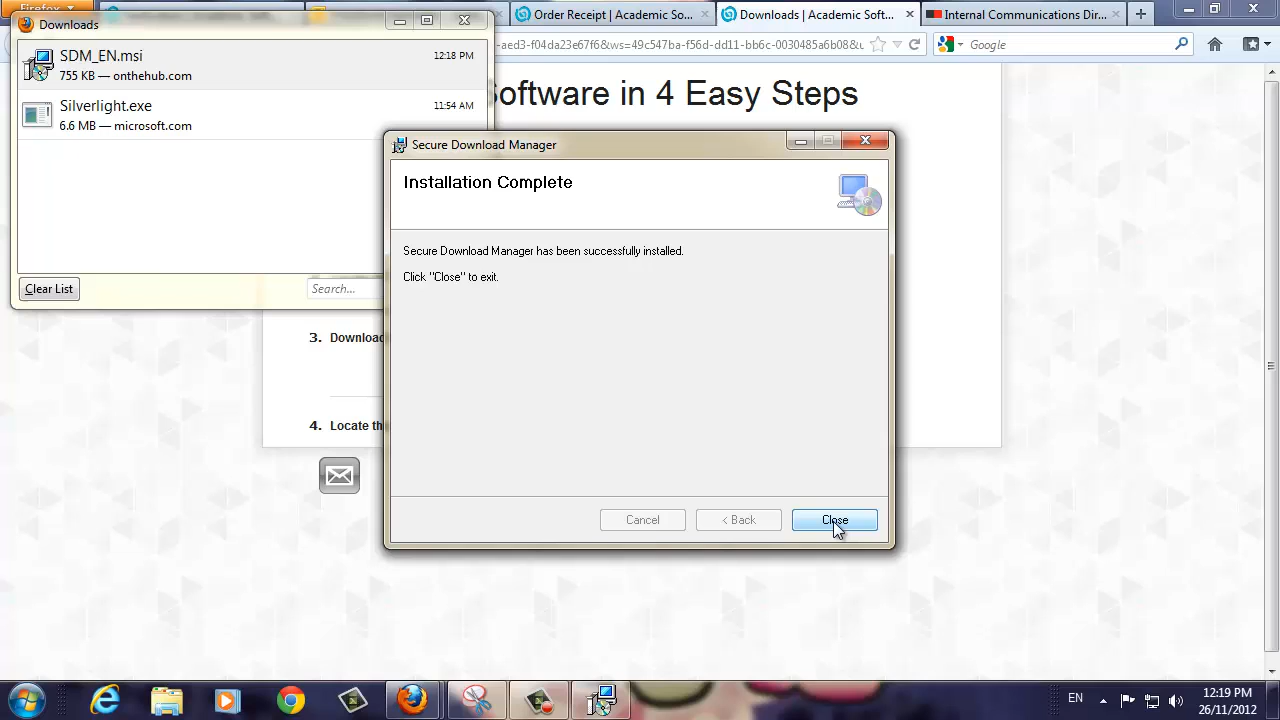 Firefox
Downloads
SDM_EN.msi
12:18 PM
755 KB — onthehub.com
Silverlight.exe
11:54 AM
6.6 MB — microsoft.com
Clear List
Order Receipt | Academic So...
Downloads | Academic Soft...
Internal Communications Dir...
Google
Software in 4 Easy Steps
Search...
3. Download
4. Locate th
Secure Download Manager
Installation Complete
Secure Download Manager has been successfully installed.
Click "Close" to exit.
Cancel
< Back
Close
EN
12:19 PM
26/11/2012